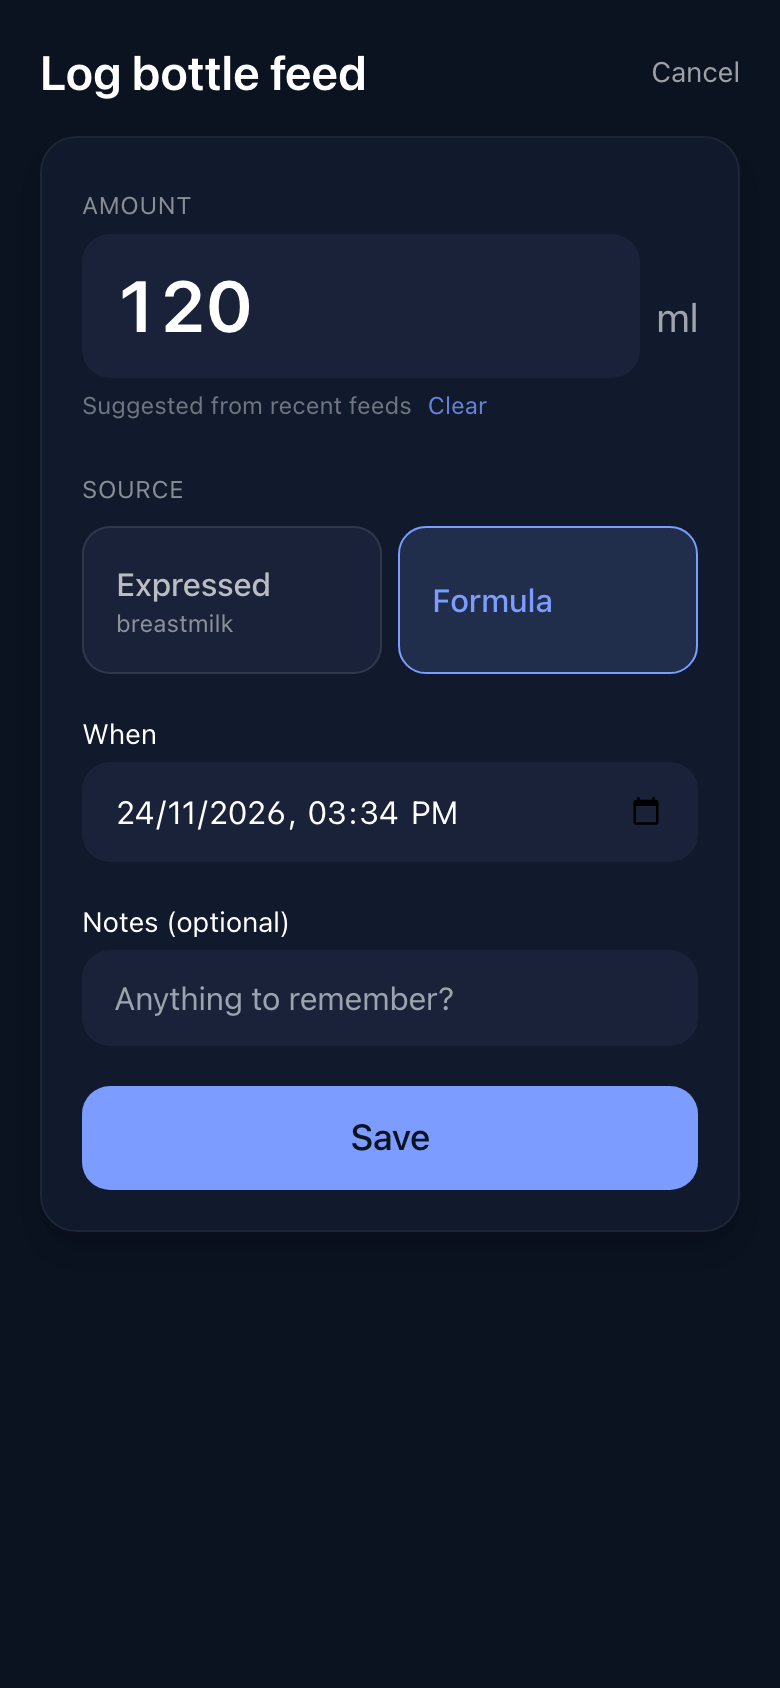 Log bottle feed
Cancel
AMOUNT
120
ml
Suggested from recent feeds Clear
SOURCE
Expressed
breastmilk
Formula
When
24/11/2026, 03:34 PM
Notes (optional)
Anything to remember?
Save